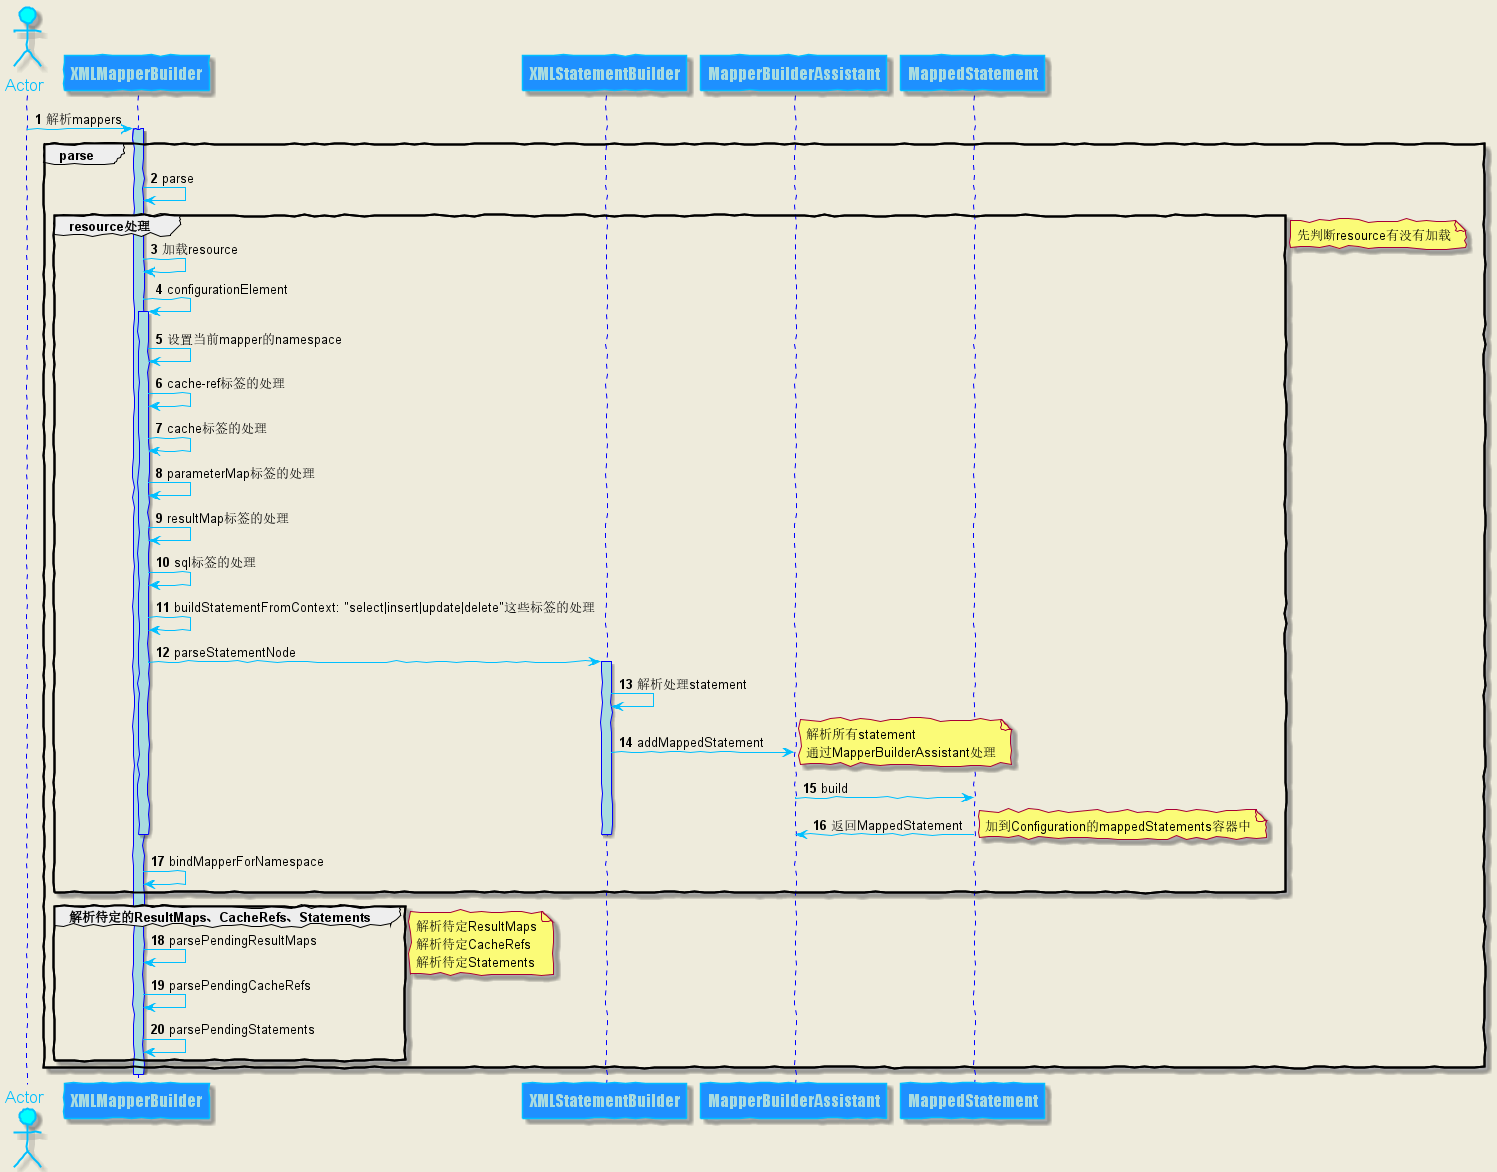 Actor
XMLMapperBuilder
XMLStatementBuilder
MapperBuilderAssistant
MappedStatement
1 解析mappers
parse
2 parse
resource处理
先判断resource有没有加载
3 加载resource
4 configurationElement
5 设置当前mapper的namespace
6 cache-ref标签的处理
7 cache标签的处理
8 parameterMap标签的处理
9 resultMap标签的处理
10 sql标签的处理
11 buildStatementFromContext: "select|insert|update|delete"这些标签的处理
12 parseStatementNode
13 解析处理statement
14 addMappedStatement
解析所有statement
通过MapperBuilderAssistant处理
15 build
16 返回MappedStatement
加到Configuration的mappedStatements容器中
17 bindMapperForNamespace
解析待定的ResultMaps、CacheRefs、Statements
解析待定ResultMaps
解析待定CacheRefs
解析待定Statements
18 parsePendingResultMaps
19 parsePendingCacheRefs
20 parsePendingStatements
Actor
XMLMapperBuilder
XMLStatementBuilder
MapperBuilderAssistant
MappedStatement